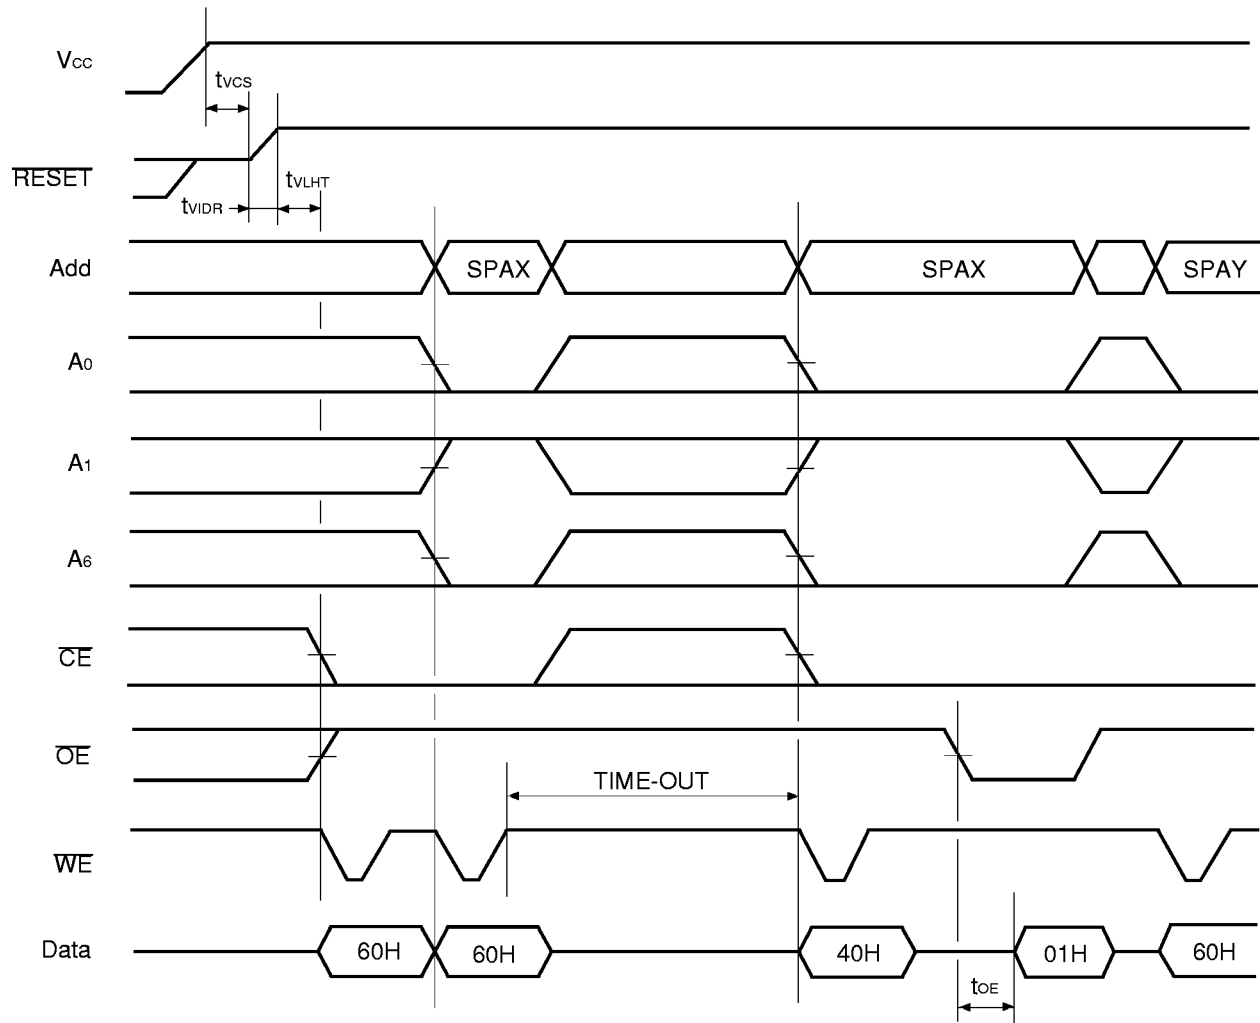 VCC
tVCS
RESET
tVLHT
tVIDR
Add
SPAX
SPAX
SPAY
A0
A1
A6
CE
OE
TIME-OUT
WE
Data
60H
60H
40H
01H
60H
tOE